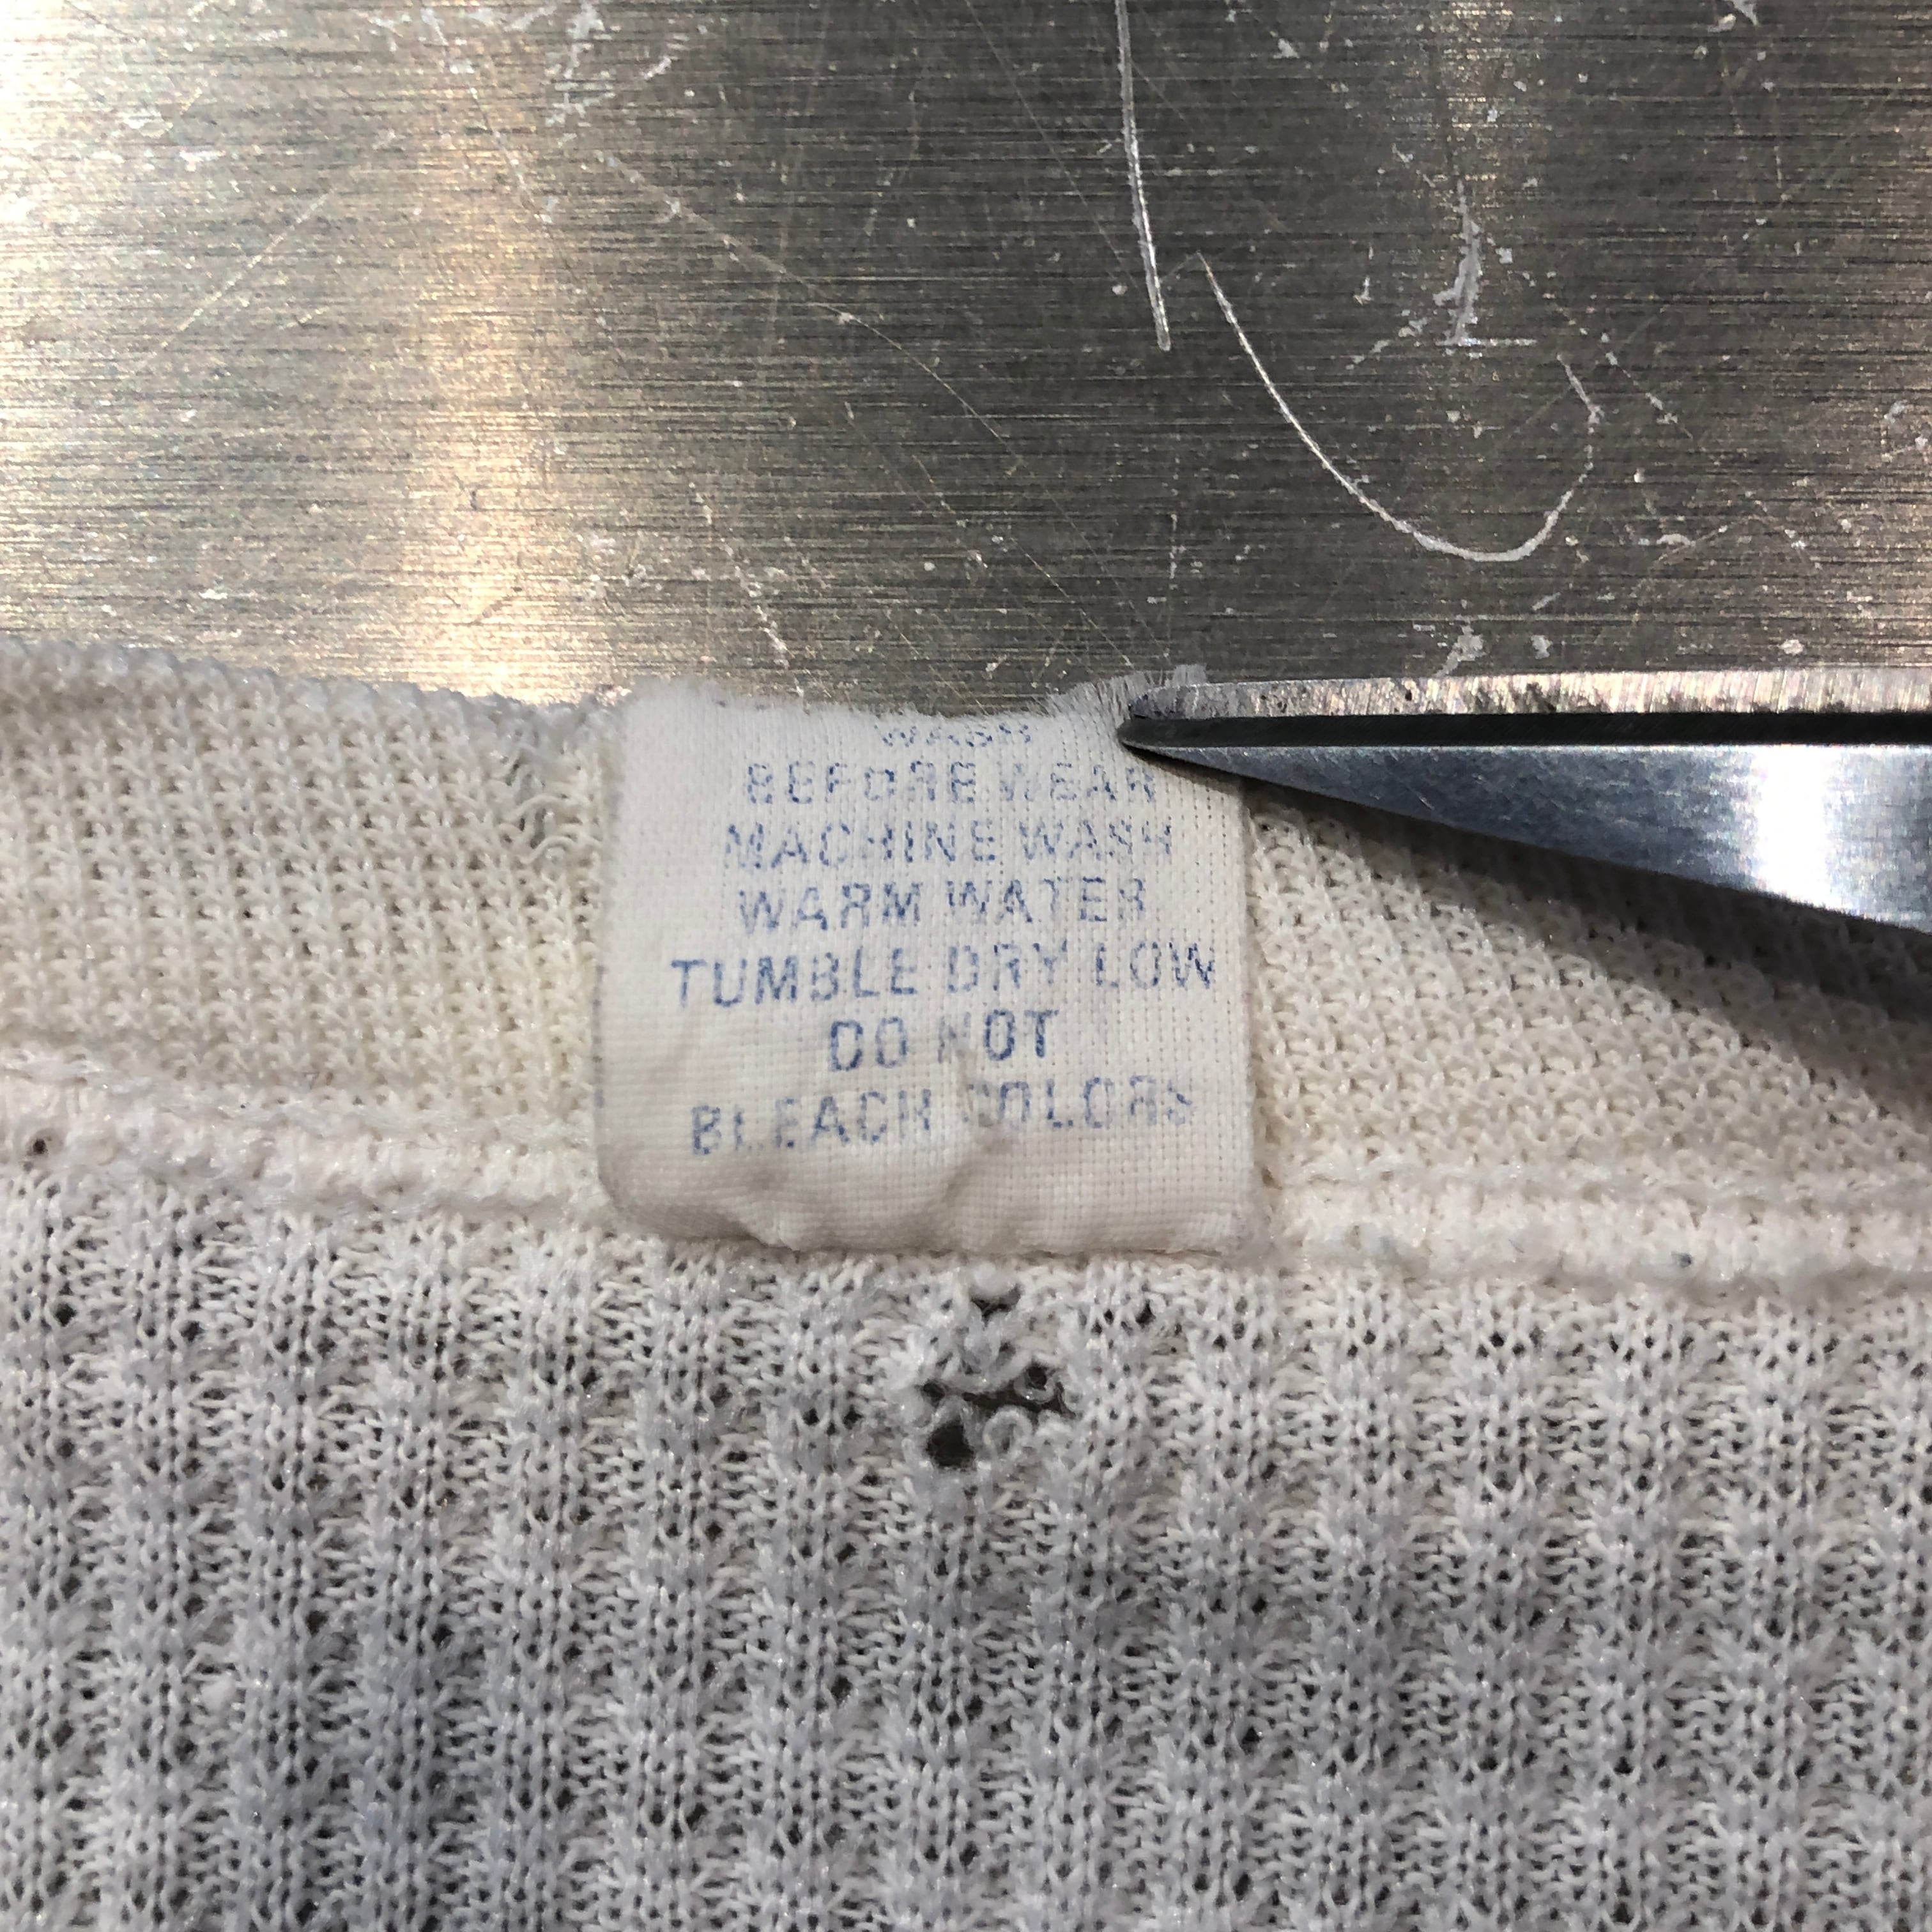 WASH
BEFORE WEAR
MACHINE WASH
WARM WATER
TUMBLE DRY LOW
DO NOT
BLEACH COLORS